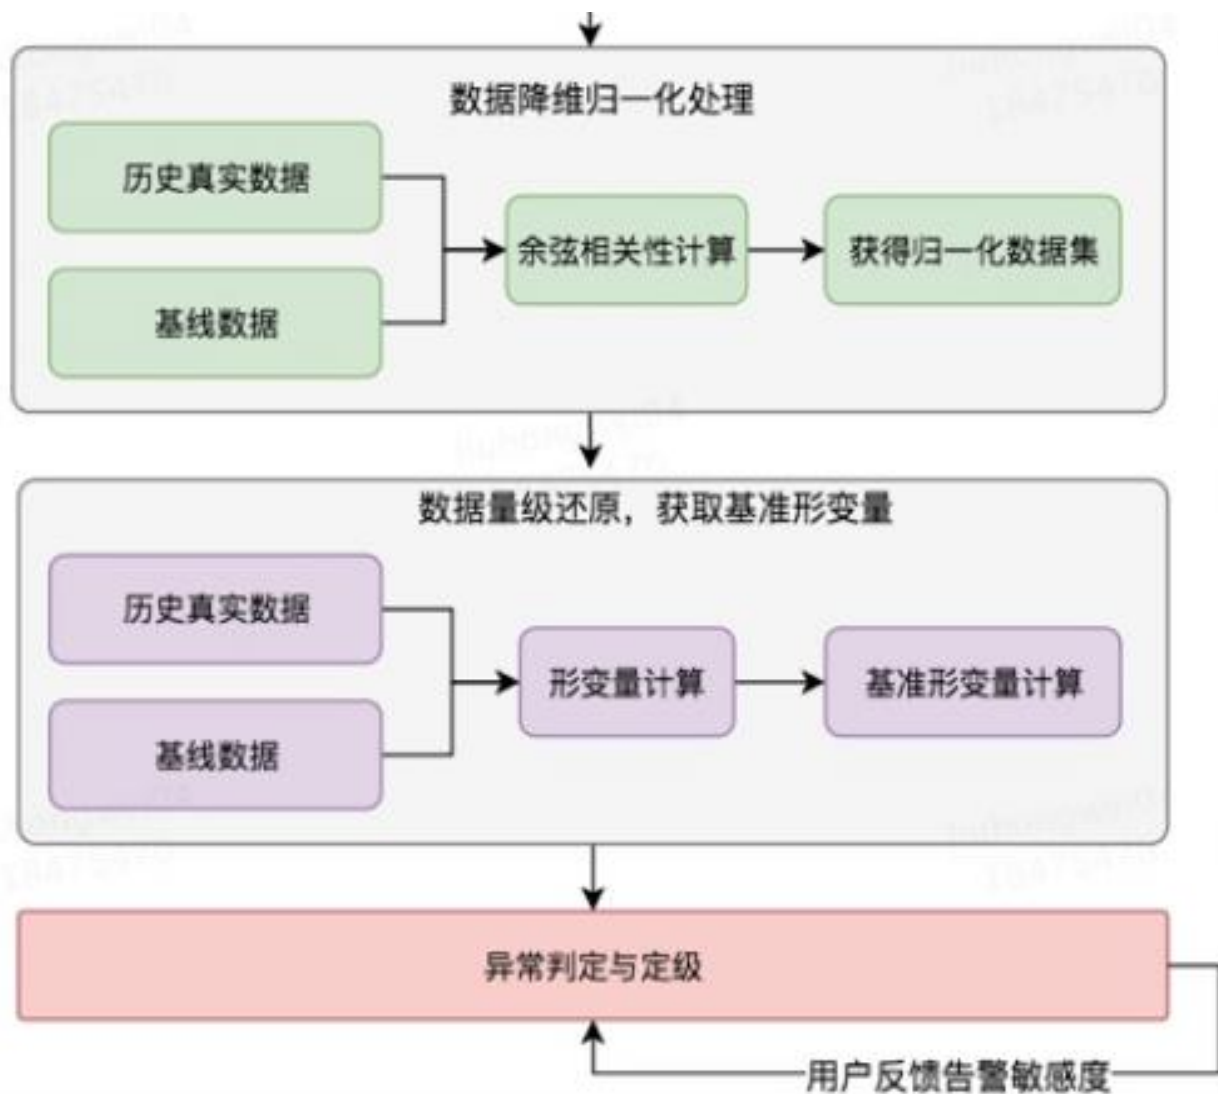 数据降维归一化处理
历史真实数据
基线数据
余弦相关性计算
获得归一化数据集
数据量级还原，获取基准形变量
历史真实数据
基线数据
形变量计算
基准形变量计算
异常判定与定级
用户反馈告警敏感度